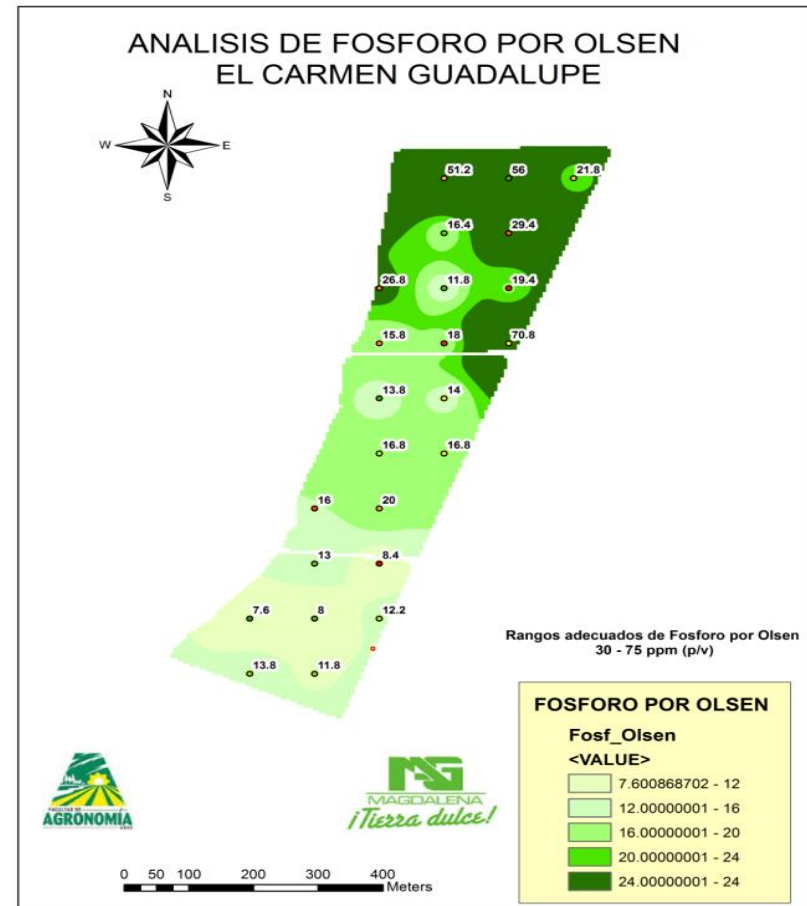 ANALISIS DE FOSFORO POR OLSEN
EL CARMEN GUADALUPE
N
W
E
S
51.2
56
21.8
16.4
29.4
26.8
11.8
19.4
15.8
18
70.8
13.8
14
16.8
16.8
16
20
13
8.4
7.6
8
12.2
13.8
11.8
Rangos adecuados de Fosforo por Olsen
30 - 75 ppm (p/v)
FOSFORO POR OLSEN
Fosf_Olsen
<VALUE>
7.600868702 - 12
12.00000001 - 16
16.00000001 - 20
20.00000001 - 24
24.00000001 - 24
FACULTAD DE
AGRONOMÍA
MAGDALENA
¡Tierra dulce!
0 50 100 200 300 400
Meters